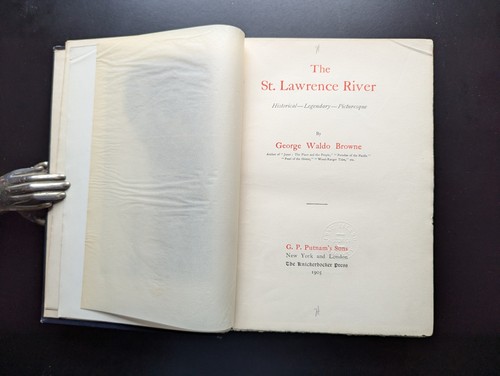 The
St. Lawrence River
Historical—Legendary—Picturesque
By
George Waldo Browne
New York and London
G. P. Putnam's Sons
The Knickerbocker Press
1905